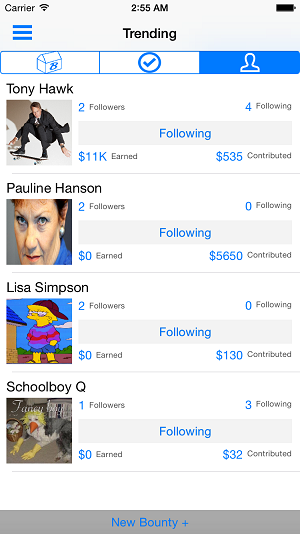 Carrier 2:55 AM
Trending
B
Tony Hawk
2 Followers 4 Following
Following
$11K Earned $535 Contributed
Pauline Hanson
2 Followers 0 Following
Following
$0 Earned $5650 Contributed
Lisa Simpson
2 Followers 0 Following
Following
$0 Earned $130 Contributed
Schoolboy Q
Fancy boy
1 Followers 3 Following
Following
$0 Earned $32 Contributed
New Bounty +